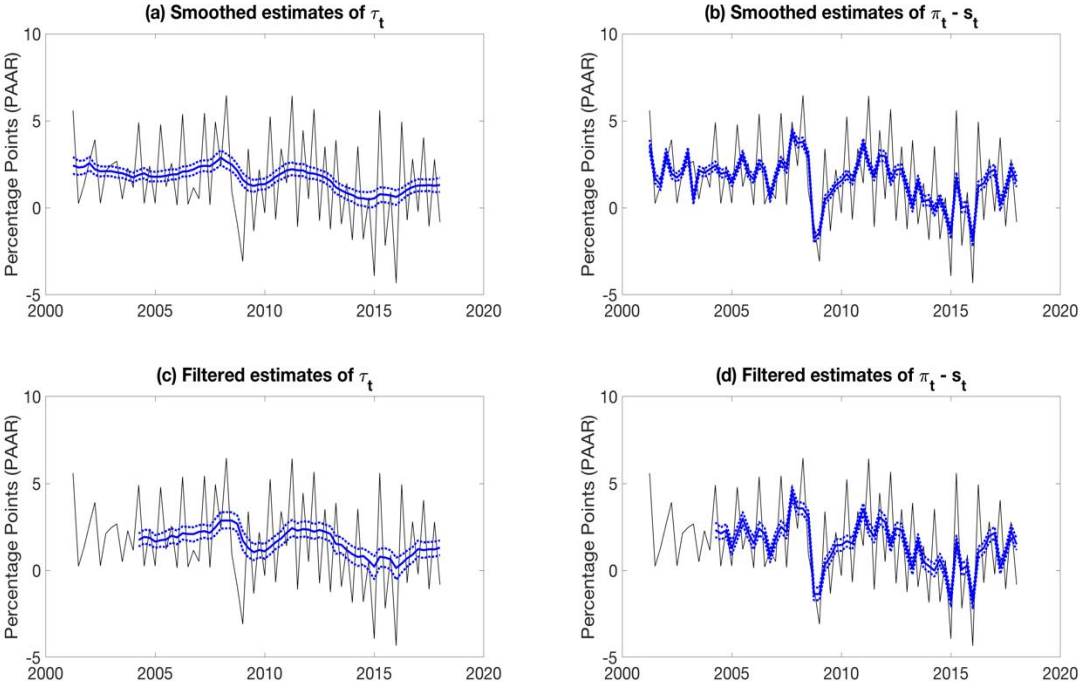 (a) Smoothed estimates of τt
Percentage Points (PAAR)
10
5
0
-5
2000 2005 2010 2015 2020
(b) Smoothed estimates of πt - st
Percentage Points (PAAR)
10
5
0
-5
2000 2005 2010 2015 2020
(c) Filtered estimates of τt
Percentage Points (PAAR)
10
5
0
-5
2000 2005 2010 2015 2020
(d) Filtered estimates of πt - st
Percentage Points (PAAR)
10
5
0
-5
2000 2005 2010 2015 2020